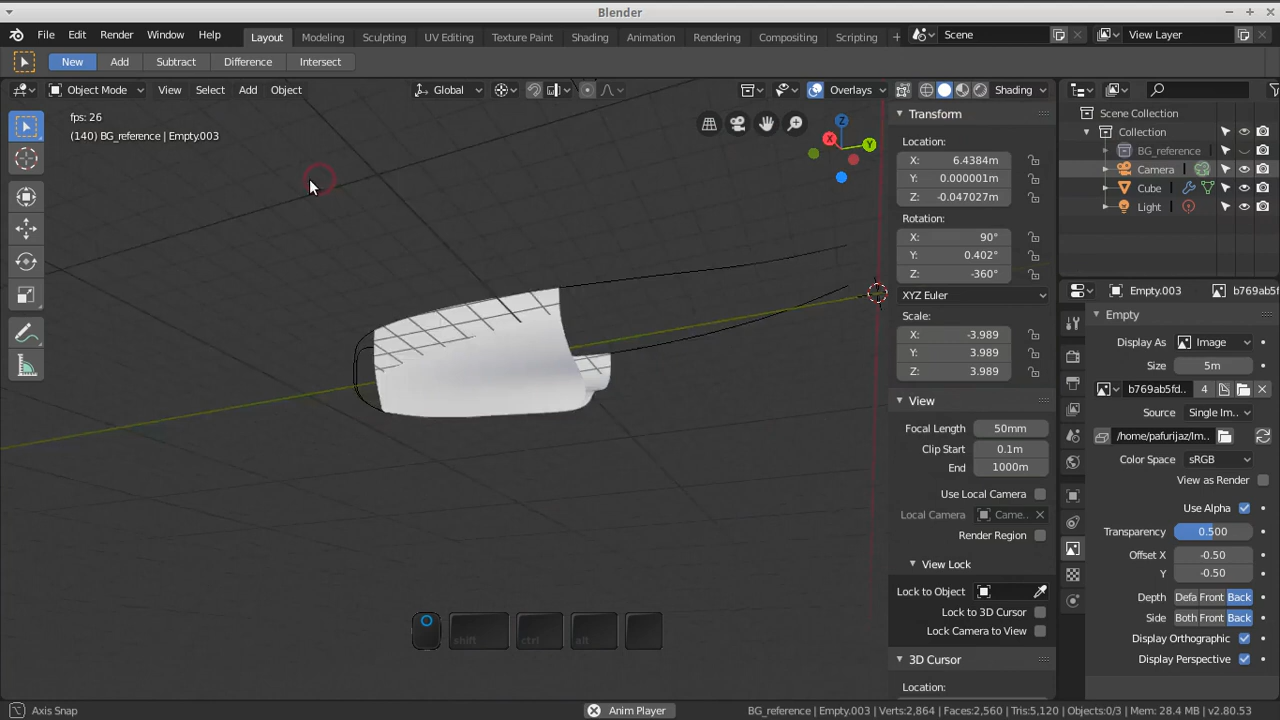 Blender
File Edit Render Window Help Layout Modeling Sculpting UV Editing Texture Paint Shading Animation Rendering Compositing Scripting + Scene View Layer
New Add Subtract Difference Intersect
Object Mode View Select Add Object Global Overlays Shading
fps: 26
(140) BG_reference | Empty.003
Z
X
Y
Transform
Location:
X: 6.4384m
Y: 0.000001m
Z: -0.047027m
Rotation:
X: 90°
Y: 0.402°
Z: -360°
XYZ Euler
Scale:
X: -3.989
Y: 3.989
Z: 3.989
View
Focal Length 50mm
Clip Start 0.1m
End 1000m
Use Local Camera
Local Camera Came..
Render Region
View Lock
Lock to Object
Lock to 3D Cursor
Lock Camera to View
3D Cursor
Location:
Scene Collection
Collection
BG_reference
Camera
Cube
Light
Empty.003 b769ab5
Empty
Display As Image
Size 5m
b769ab5fd.. 4
Source Single Im..
/home/pafurijaz/Im..
Color Space sRGB
View as Render
Use Alpha
Transparency 0.500
Offset X -0.50
Y -0.50
Depth Defa Front Back
Side Both Front Back
Display Orthographic
Display Perspective
shift ctrl alt
Axis Snap Anim Player BG_reference | Empty.003 | Verts:2,864 | Faces:2,560 | Tris:5,120 | Objects:0/3 | Mem: 28.4 MB | v2.80.53